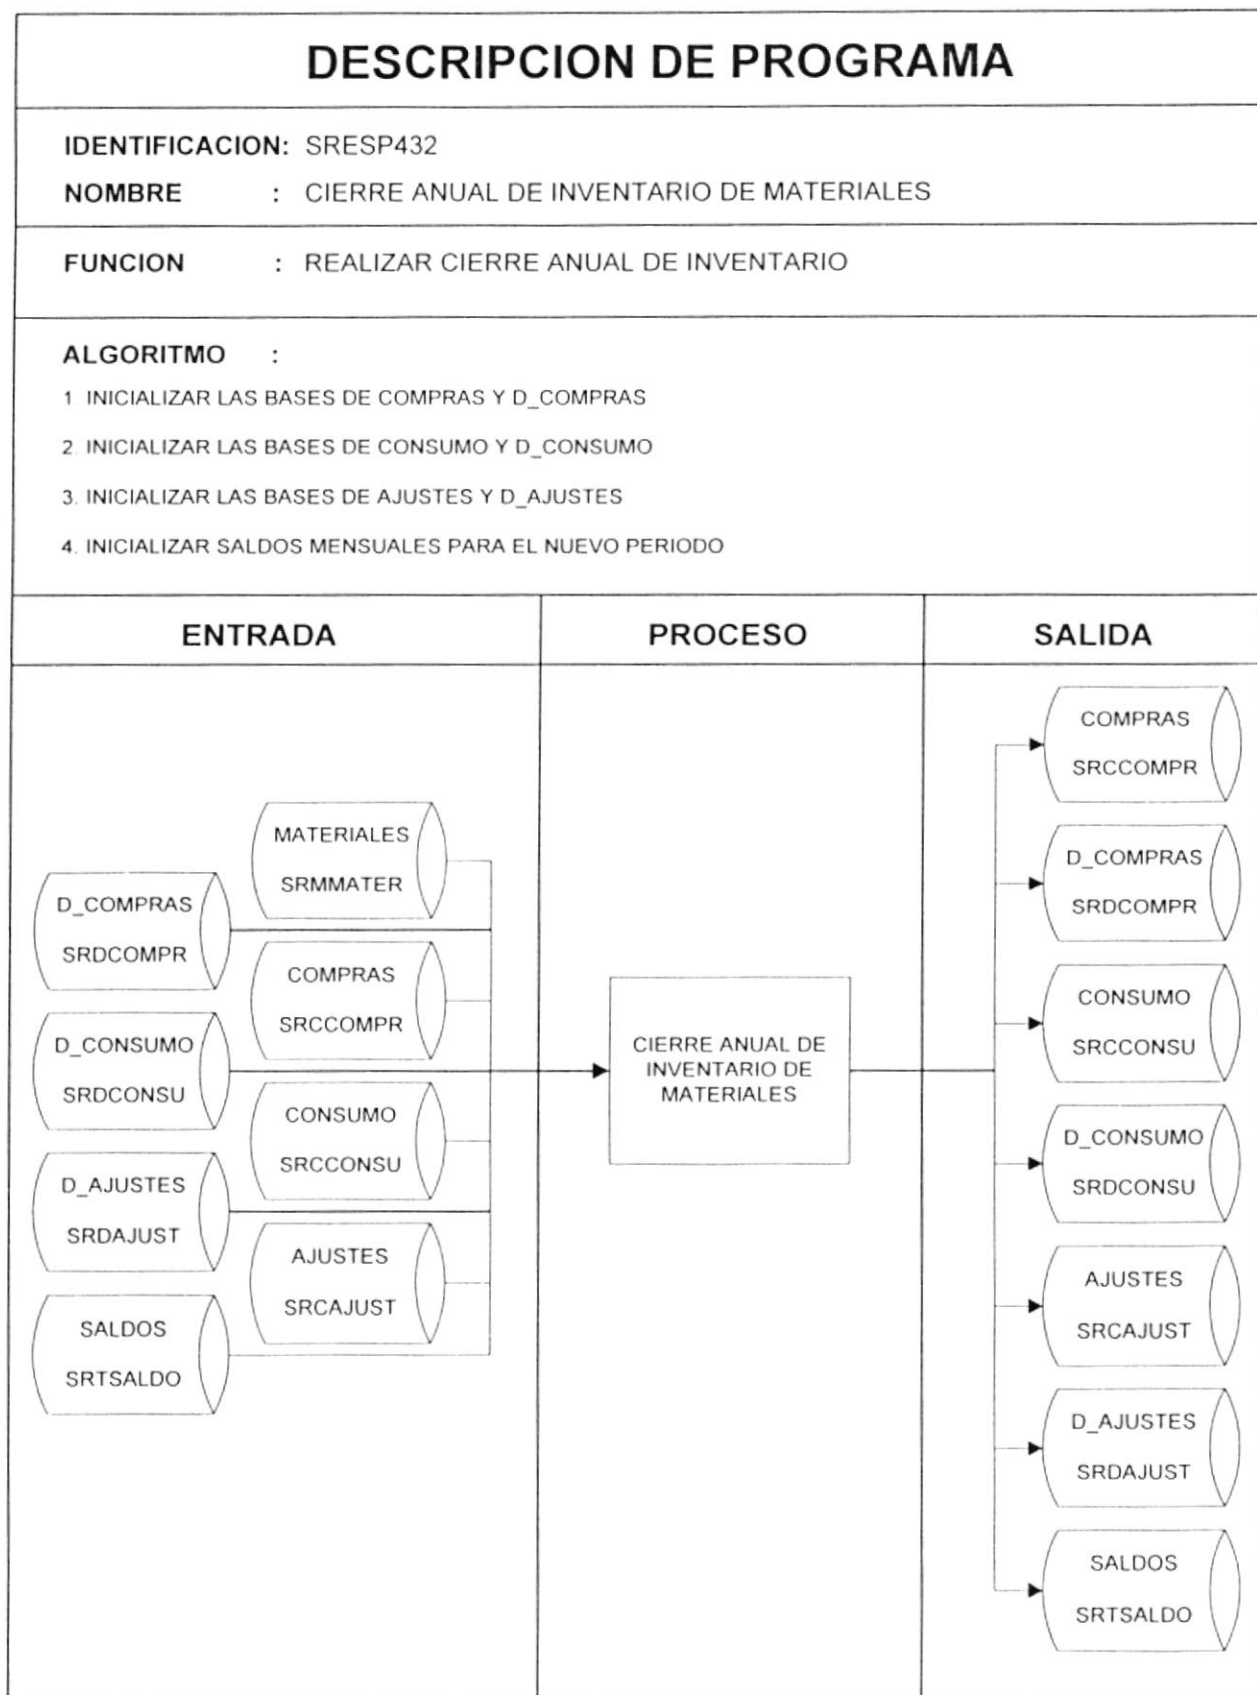 DESCRIPCION DE PROGRAMA
IDENTIFICACION: SRESP432
NOMBRE : CIERRE ANUAL DE INVENTARIO DE MATERIALES
FUNCION : REALIZAR CIERRE ANUAL DE INVENTARIO
ALGORITMO :
1 INICIALIZAR LAS BASES DE COMPRAS Y D_COMPRAS
2. INICIALIZAR LAS BASES DE CONSUMO Y D_CONSUMO
3. INICIALIZAR LAS BASES DE AJUSTES Y D_AJUSTES
4. INICIALIZAR SALDOS MENSUALES PARA EL NUEVO PERIODO
ENTRADA PROCESO SALIDA
MATERIALES
SRMMATER
D_COMPRAS
SRDCOMPR
COMPRAS
SRCCOMPR
D_CONSUMO
SRDCONSU
CONSUMO
SRCCONSU
D_AJUSTES
SRDAJUST
AJUSTES
SRCAJUST
SALDOS
SRTSALDO
CIERRE ANUAL DE
INVENTARIO DE
MATERIALES
COMPRAS
SRCCOMPR
D_COMPRAS
SRDCOMPR
CONSUMO
SRCCONSU
D_CONSUMO
SRDCONSU
AJUSTES
SRCAJUST
D_AJUSTES
SRDAJUST
SALDOS
SRTSALDO